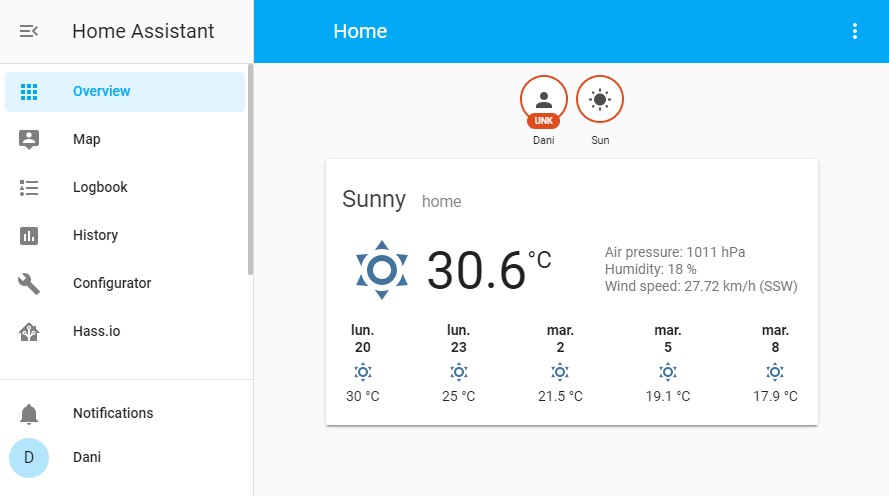 Home Assistant
Home
Overview
Map
Logbook
History
Configurator
Hass.io
Notifications
D
Dani
UNK
Dani
Sun
Sunny home
30.6 °C
Air pressure: 1011 hPa
Humidity: 18 %
Wind speed: 27.72 km/h (SSW)
lun. lun. mar. mar. mar.
20 23 2 5 8
30 °C 25 °C 21.5 °C 19.1 °C 17.9 °C